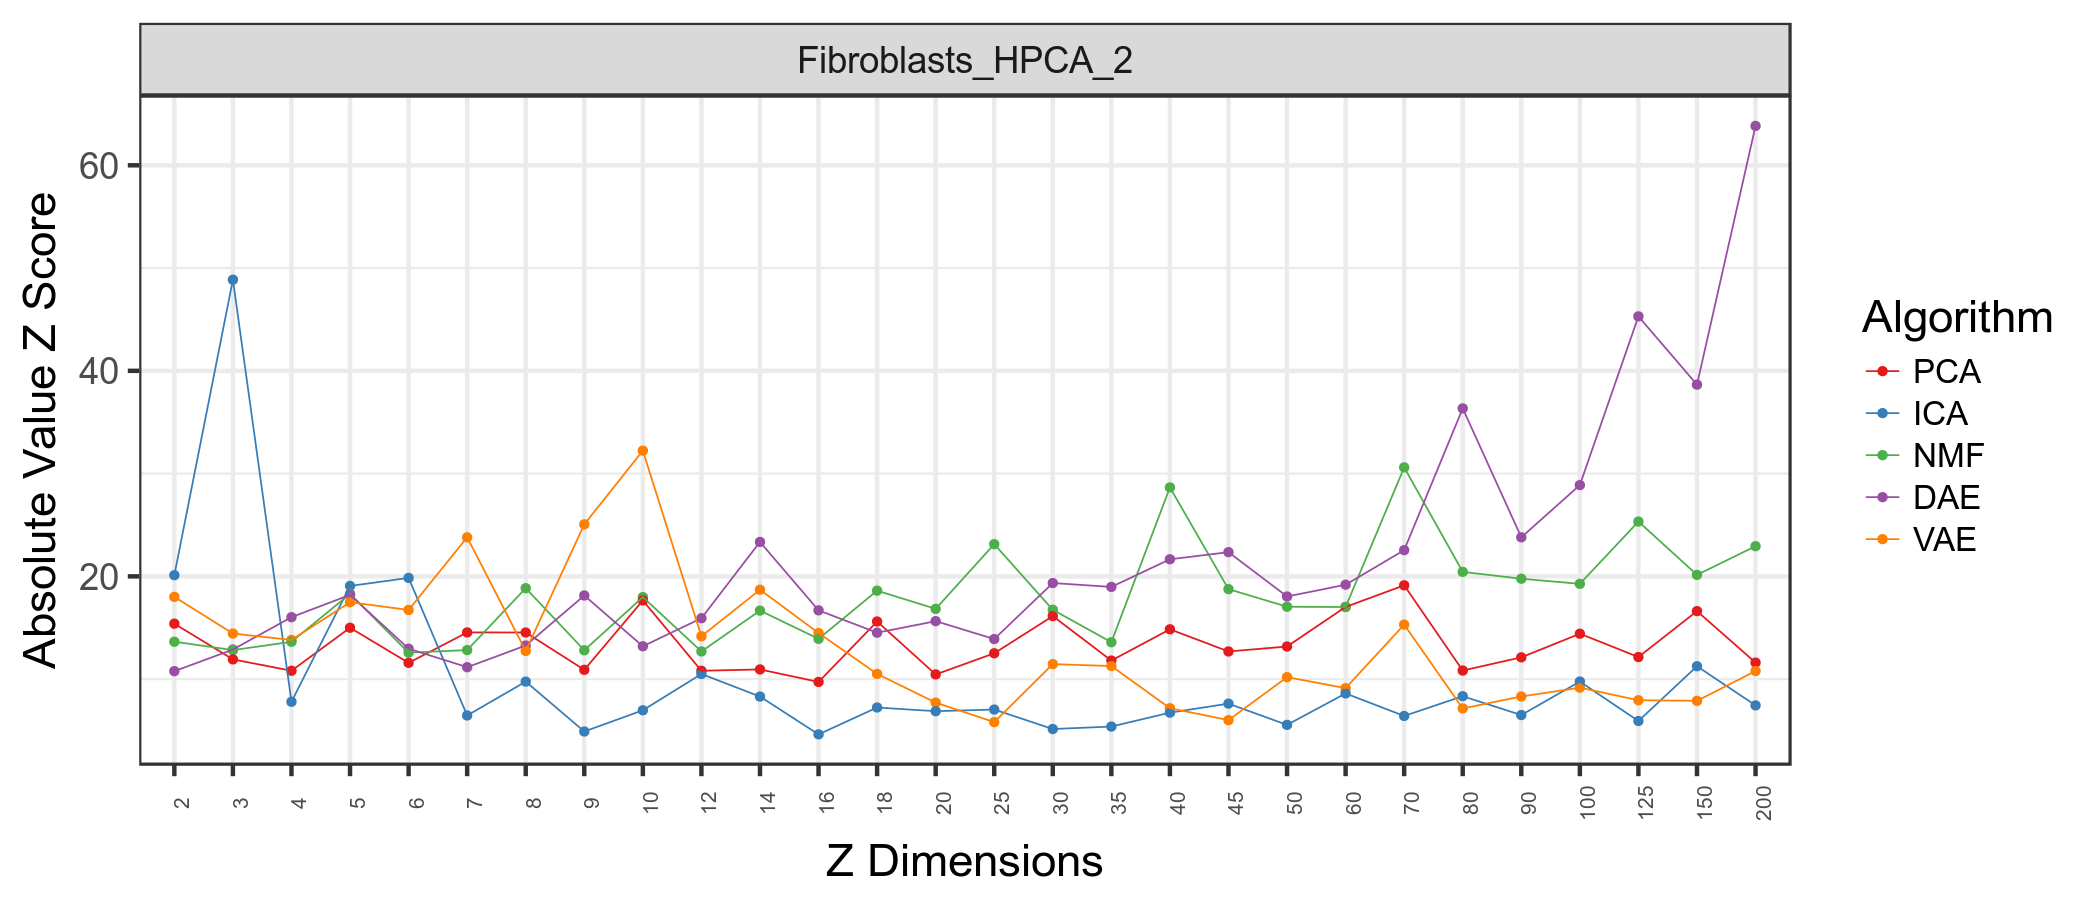 Fibroblasts_HPCA_2
Absolute Value Z Score
60
40
20
2 3 4 5 6 7 8 9 10 12 14 16 18 20 25 30 35 40 45 50 60 70 80 90 100 125 150 200
Z Dimensions
Algorithm
PCA
ICA
NMF
DAE
VAE